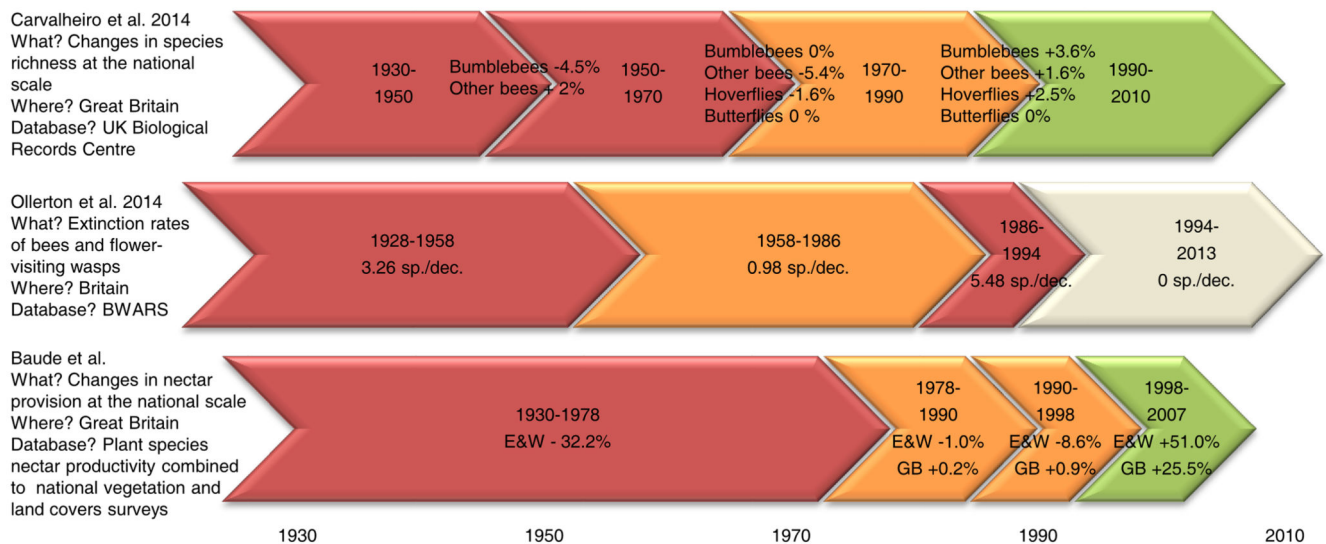 Carvalheiro et al. 2014
What? Changes in species
richness at the national
scale
Where? Great Britain
Database? UK Biological
Records Centre
1930-
1950
Bumblebees -4.5%
Other bees + 2%
1950-
1970
Bumblebees 0%
Other bees -5.4%
Hoverflies -1.6%
Butterflies 0 %
1970-
1990
Bumblebees +3.6%
Other bees +1.6%
Hoverflies +2.5%
Butterflies 0%
1990-
2010
Ollerton et al. 2014
What? Extinction rates
of bees and flower-
visiting wasps
Where? Britain
Database? BWARS
1928-1958
3.26 sp./dec.
1958-1986
0.98 sp./dec.
1986-
1994
5.48 sp./dec.
1994-
2013
0 sp./dec.
Baude et al.
What? Changes in nectar
provision at the national scale
Where? Great Britain
Database? Plant species
nectar productivity combined
to national vegetation and
land covers surveys
1930-1978
E&W - 32.2%
1978-
1990
E&W -1.0%
GB +0.2%
1990-
1998
E&W -8.6%
GB +0.9%
1998-
2007
E&W +51.0%
GB +25.5%
1930 1950 1970 1990 2010